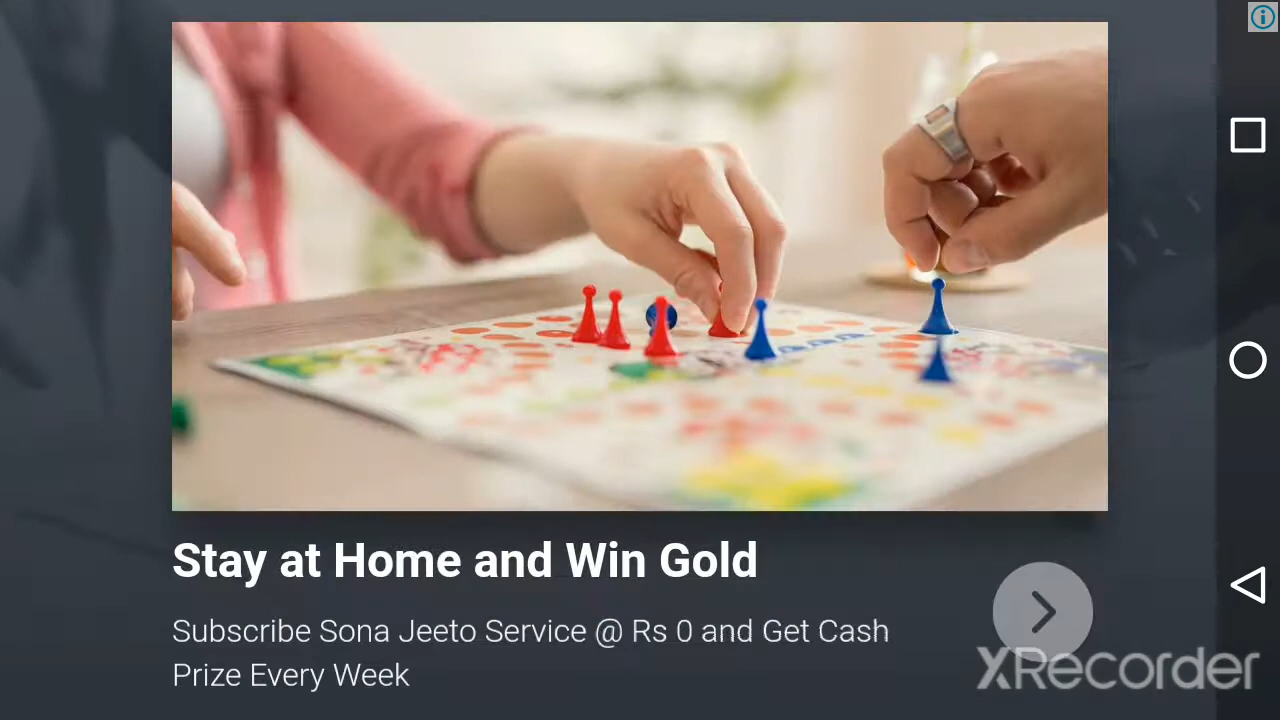 Stay at Home and Win Gold
Subscribe Sona Jeeto Service @ Rs 0 and Get Cash
Prize Every Week
XRecorder